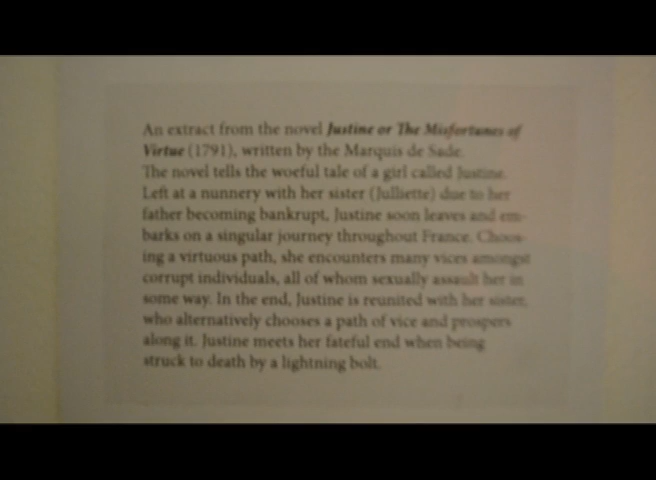 An extract from the novel Justine or The Misfortunes of
Virtue (1791), written by the Marquis de Sade.
The novel tells the woeful tale of a girl called Justine.
Left at a nunnery with her sister (Julliette) due to her
father becoming bankrupt, Justine soon leaves and em-
barks on a singular journey throughout France. Choos-
ing a virtuous path, she encounters many vices amongst
corrupt individuals, all of whom sexually assault her in
some way. In the end, Justine is reunited with her sister,
who alternatively chooses a path of vice and prospers
along it. Justine meets her fateful end when being
struck to death by a lightning bolt.